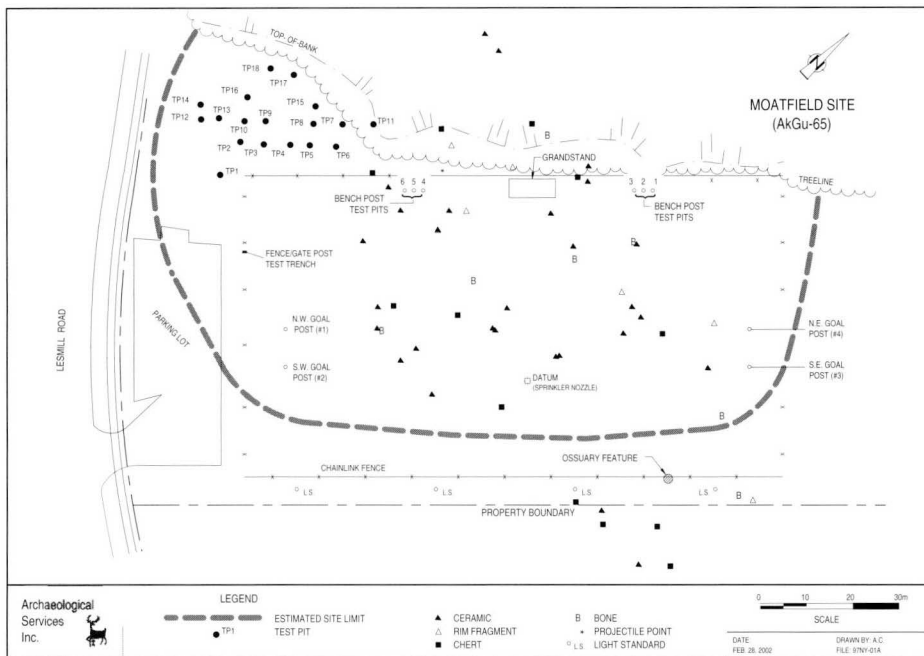 TOP-OF-BANK
MOATFIELD SITE
(AkGu-65)
TP18
TP17
TP16
TP15
TP14
TP13
TP12
TP10
TP9
TP8
TP7
TP11
TP2
TP3
TP4
TP5
TP6
TP1
B
GRANDSTAND
TREELINE
6 5 4
3 2 1
BENCH POST
TEST PITS
BENCH POST
TEST PITS
FENCE/GATE POST
TEST TRENCH
B
B
B
LESMILL ROAD
PARKING LOT
N.W. GOAL
POST (#1)
B
N.E. GOAL
POST (#4)
S.W. GOAL
POST (#2)
S.E. GOAL
POST (#3)
DATUM
(SPRINKLER NOZZLE)
B
OSSUARY FEATURE
CHAINLINK FENCE
L.S.
L.S.
L.S.
L.S.
B
PROPERTY BOUNDARY
Archaeological
Services
Inc.
LEGEND
ESTIMATED SITE LIMIT
TP1 TEST PIT
CERAMIC
RIM FRAGMENT
CHERT
B BONE
PROJECTILE POINT
L.S. LIGHT STANDARD
0 10 20 30m
SCALE
DATE:
FEB. 28, 2002
DRAWN BY: A.C.
FILE: 97NY-01A